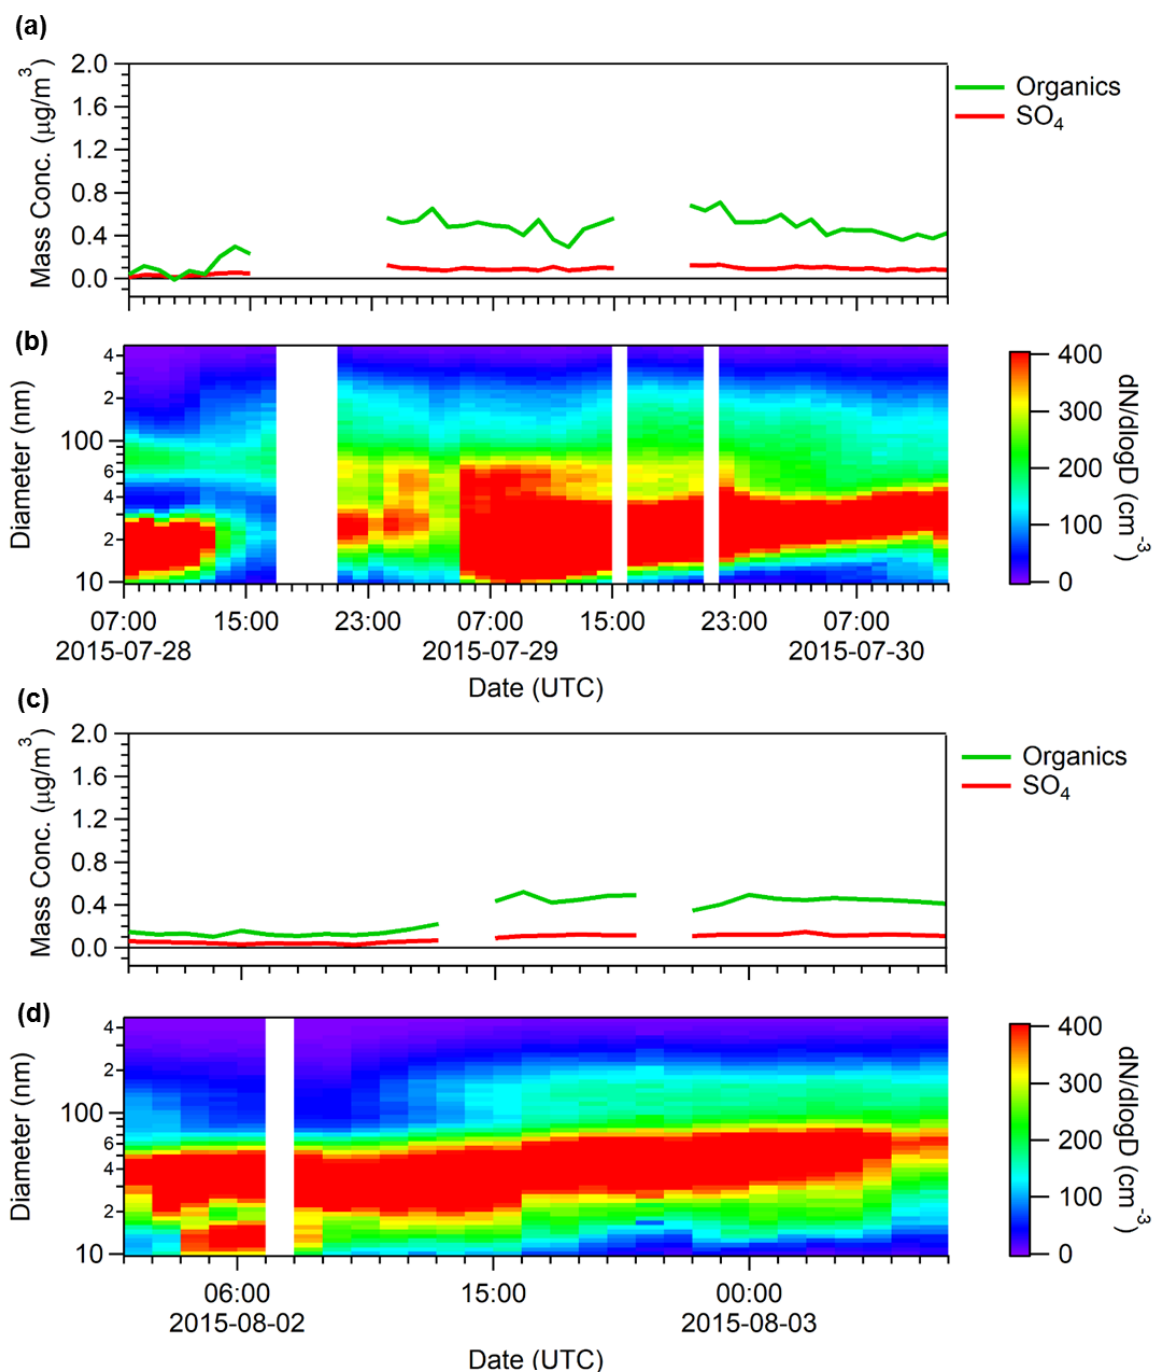 (a)
2.0
1.6
1.2
0.8
0.4
0.0
Mass Conc. (µg/m³)
Organics
SO₄
(b)
4
2
100
6
4
2
10
Diameter (nm)
400
300
200
100
0
dN/dlogD (cm⁻³)
07:00 15:00 23:00 07:00 15:00 23:00 07:00
2015-07-28 2015-07-29 2015-07-30
Date (UTC)
(c)
2.0
1.6
1.2
0.8
0.4
0.0
Mass Conc. (µg/m³)
Organics
SO₄
(d)
4
2
100
6
4
2
10
Diameter (nm)
400
300
200
100
0
dN/dlogD (cm⁻³)
06:00 15:00 00:00
2015-08-02 2015-08-03
Date (UTC)